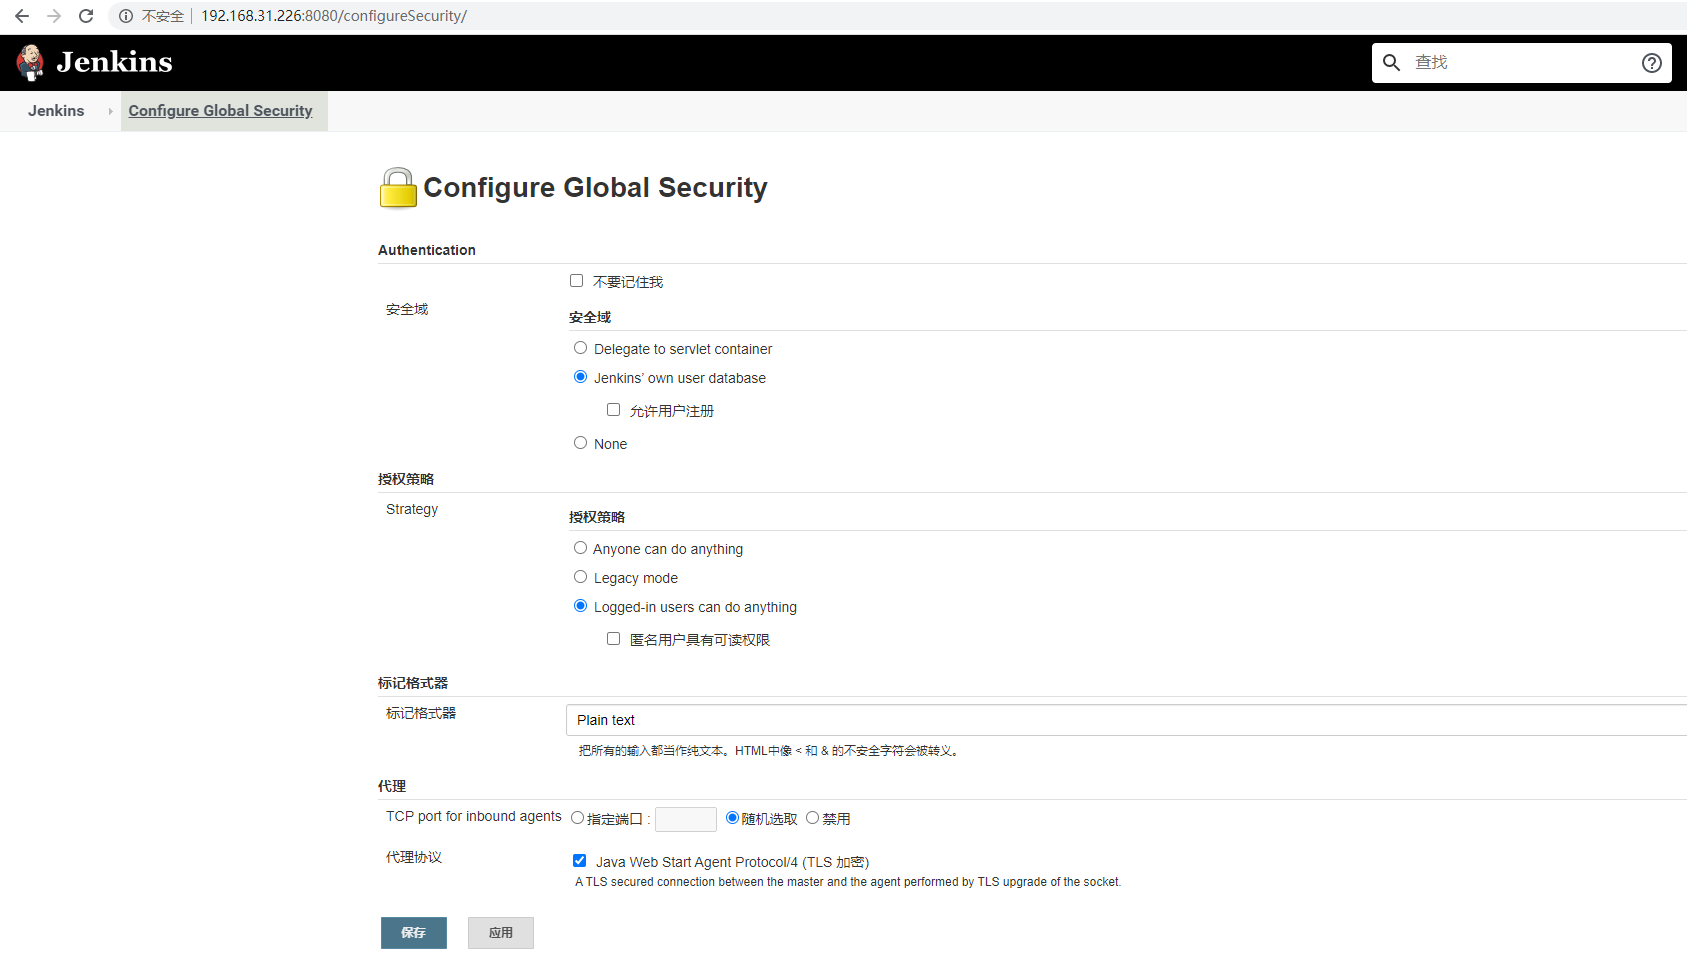 不安全 192.168.31.226:8080/configureSecurity/
Jenkins 查找
Jenkins Configure Global Security
Configure Global Security
Authentication
不要记住我
安全域
安全域
Delegate to servlet container
Jenkins' own user database
允许用户注册
None
授权策略
Strategy
授权策略
Anyone can do anything
Legacy mode
Logged-in users can do anything
匿名用户具有可读权限
标记格式器
标记格式器
Plain text
把所有的输入都当作纯文本。HTML中像 < 和 & 的不安全字符会被转义。
代理
TCP port for inbound agents 指定端口 : 随机选取 禁用
代理协议
Java Web Start Agent Protocol/4 (TLS 加密)
A TLS secured connection between the master and the agent performed by TLS upgrade of the socket.
保存 应用